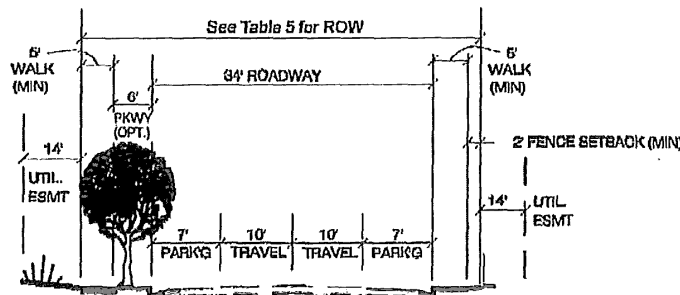 See Table 5 for ROW
6'
WALK
(MIN)
6'
WALK
(MIN)
34' ROADWAY
6'
PKWY
(OPT.)
2' FENCE SETBACK (MIN)
14'
UTIL.
ESMT
14'
UTIL
ESMT
7'
PARK'G
10'
TRAVEL
10'
TRAVEL
7'
PARK'G